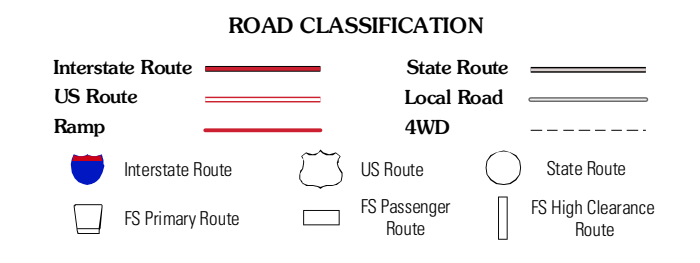 ROAD CLASSIFICATION
Interstate Route
State Route
US Route
Local Road
Ramp
4WD
Interstate Route
US Route
State Route
FS Primary Route
FS Passenger
Route
FS High Clearance
Route